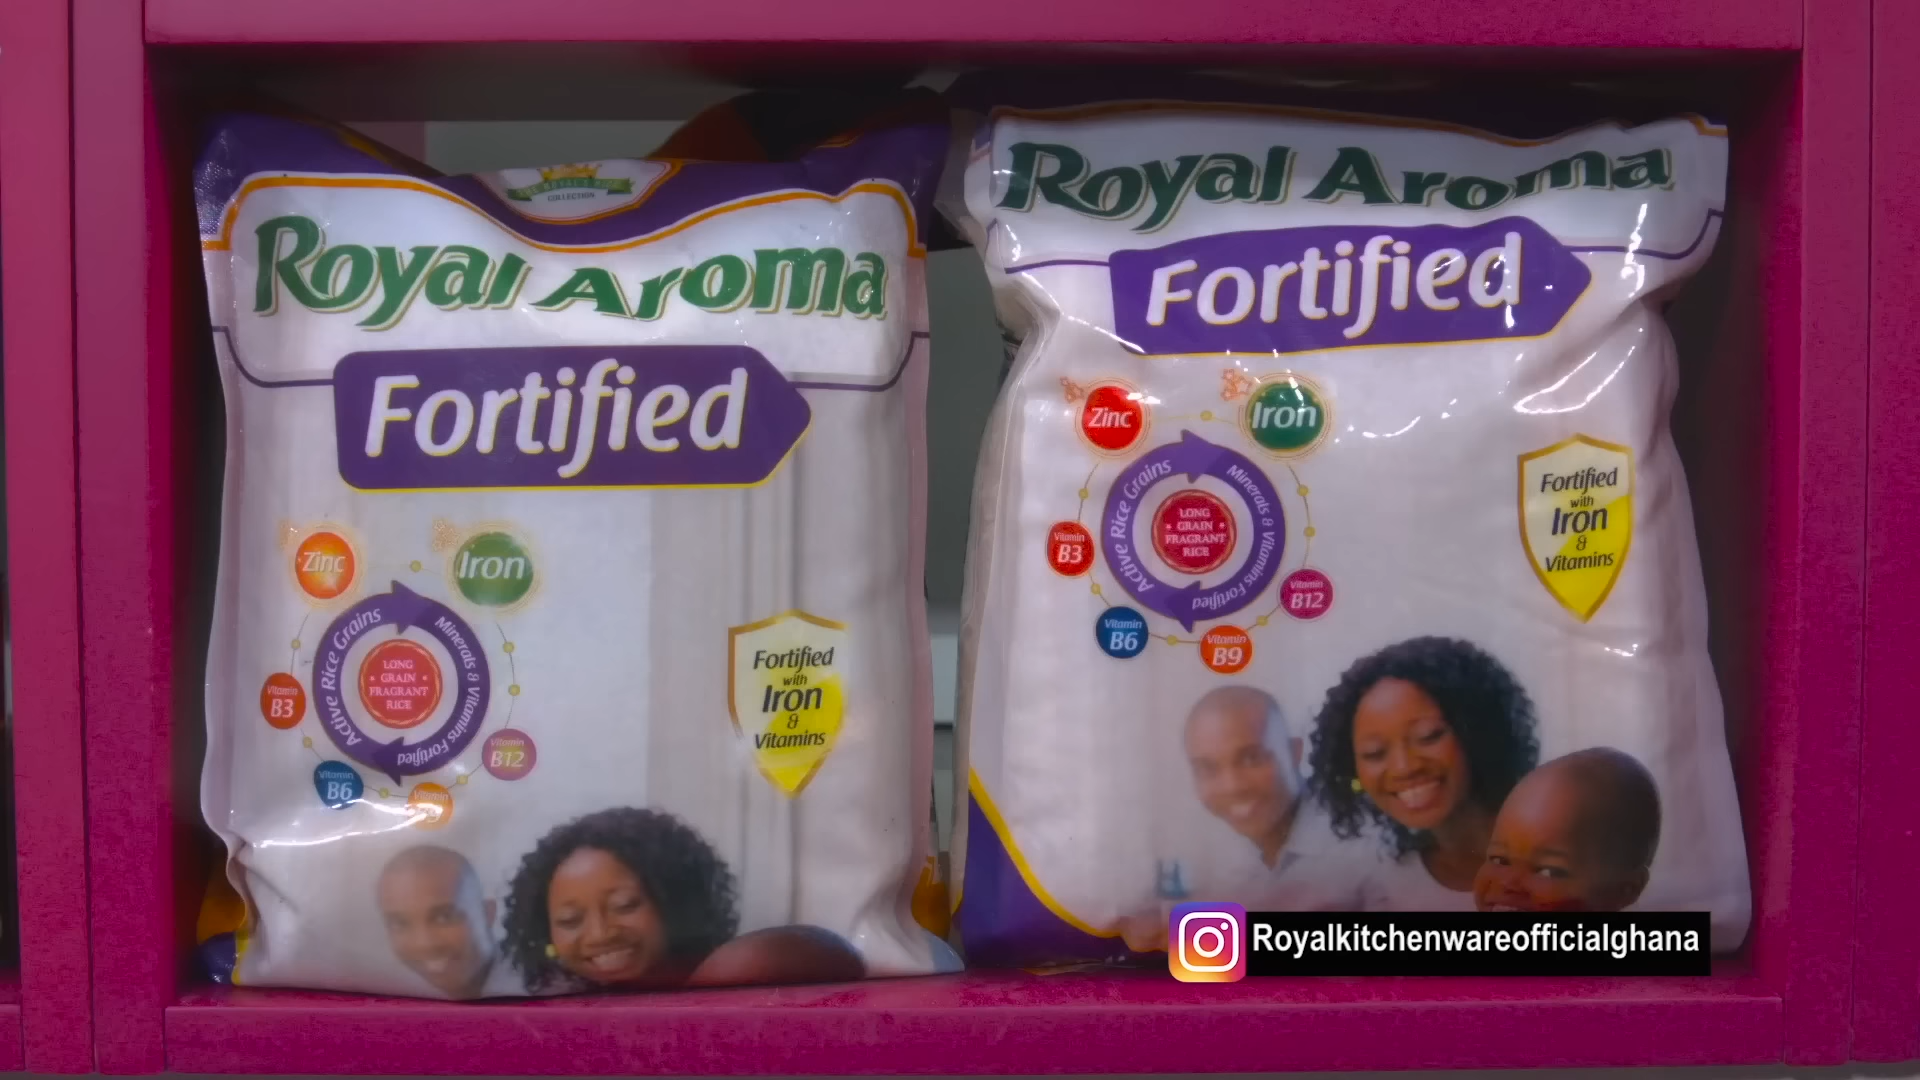 COLLECTION
Royal Aroma
Fortified
Zinc
Iron
Active Rice Grains
Minerals & Vitamins Fortified
LONG
GRAIN
FRAGRANT
RICE
Vitamin
B3
Vitamin
B12
Vitamin
B6
Vitamin
Fortified
with
Iron
&
Vitamins
Royal Aroma
Fortified
Zinc
Iron
Active Rice Grains
Minerals & Vitamins Fortified
LONG
GRAIN
FRAGRANT
RICE
Vitamin
B3
Vitamin
B12
Vitamin
B6
Vitamin
B9
Fortified
with
Iron
&
Vitamins
Royalkitchenwareofficialghana